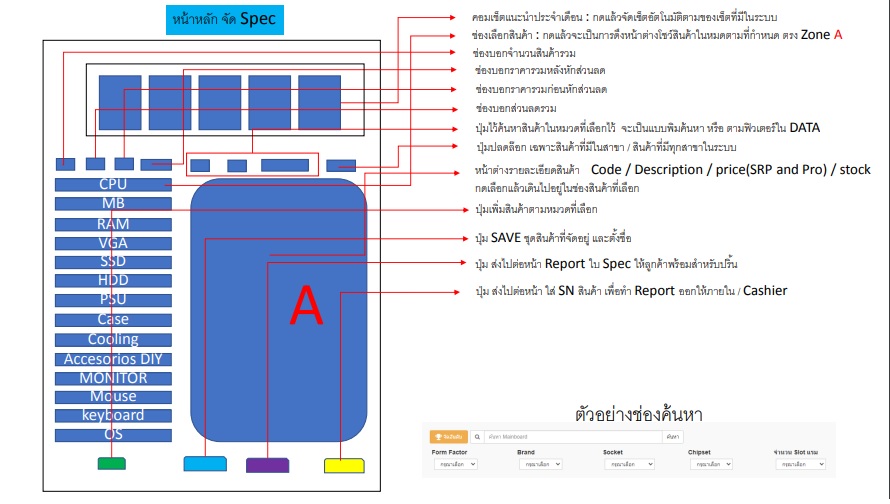 หน้าหลัก จัด Spec
คอมเซ็ตแนะนำประจำเดือน : กดแล้วจัดเซ็ตอัตโนมัติตามของเซ็ตที่มีในระบบ
ช่องเลือกสินค้า : กดแล้วจะเป็นการดึงหน้าต่างโชว์สินค้าในหมดตามที่กำหนด ตรง Zone A
ช่องบอกจำนวนสินค้ารวม
ช่องบอกราคารวมหลังหักส่วนลด
ช่องบอกราคารวมก่อนหักส่วนลด
ช่องบอกส่วนลดรวม
ปุ่มไว้ค้นหาสินค้าในหมวดที่เลือกไว้ จะเป็นแบบพิมค้นหา หรือ ตามฟิวเตอร์ใน DATA
ปุ่มปลดล็อก เฉพาะสินค้าที่มีในสาขา / สินค้าที่มีทุกสาขาในระบบ
หน้าต่างรายละเอียดสินค้า Code / Description / price(SRP and Pro) / stock
กดเลือกแล้วเดินไปอยู่ในช่องสินค้าที่เลือก
ปุ่มเพิ่มสินค้าตามหมวดที่เลือก
ปุ่ม SAVE ชุดสินค้าที่จัดอยู่ และตั้งชื่อ
ปุ่ม ส่งไปต่อหน้า Report ใบ Spec ให้ลูกค้าพร้อมสำหรับปริ้น
ปุ่ม ส่งไปต่อหน้า ใส่ SN สินค้า เพื่อทำ Report ออกให้ภายใน / Cashier
CPU
MB
RAM
VGA
SSD
HDD
PSU
Case
Cooling
Accesorios DIY
MONITOR
Mouse
keyboard
OS
A
ตัวอย่างช่องค้นหา
ค้นหา Mainboard
ค้นหา
Form Factor
Brand
Socket
Chipset
จำนวน Slot แรม
กรุณาเลือก
กรุณาเลือก
กรุณาเลือก
กรุณาเลือก
กรุณาเลือก